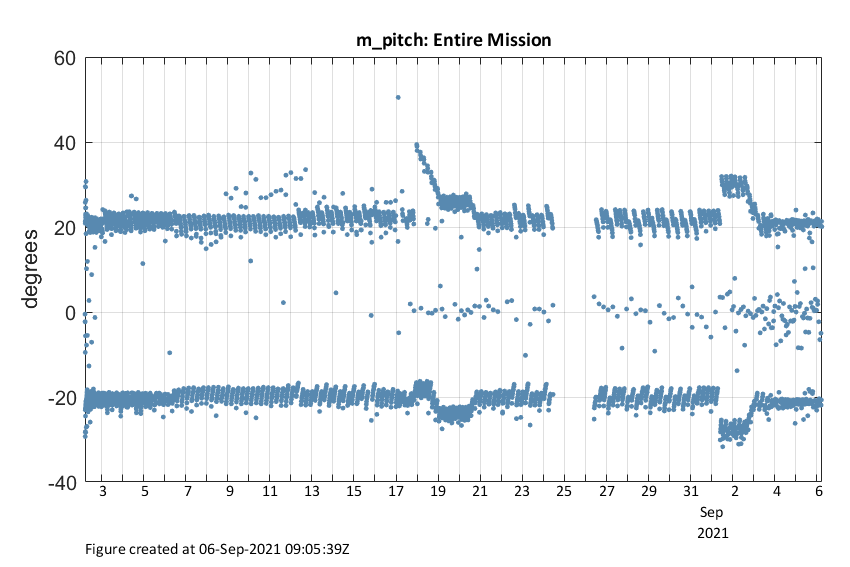 m_pitch: Entire Mission
60
40
20
0
-20
-40
degrees
3 5 7 9 11 13 15 17 19 21 23 25 27 29 31 2 4 6
Sep
2021
Figure created at 06-Sep-2021 09:05:39Z